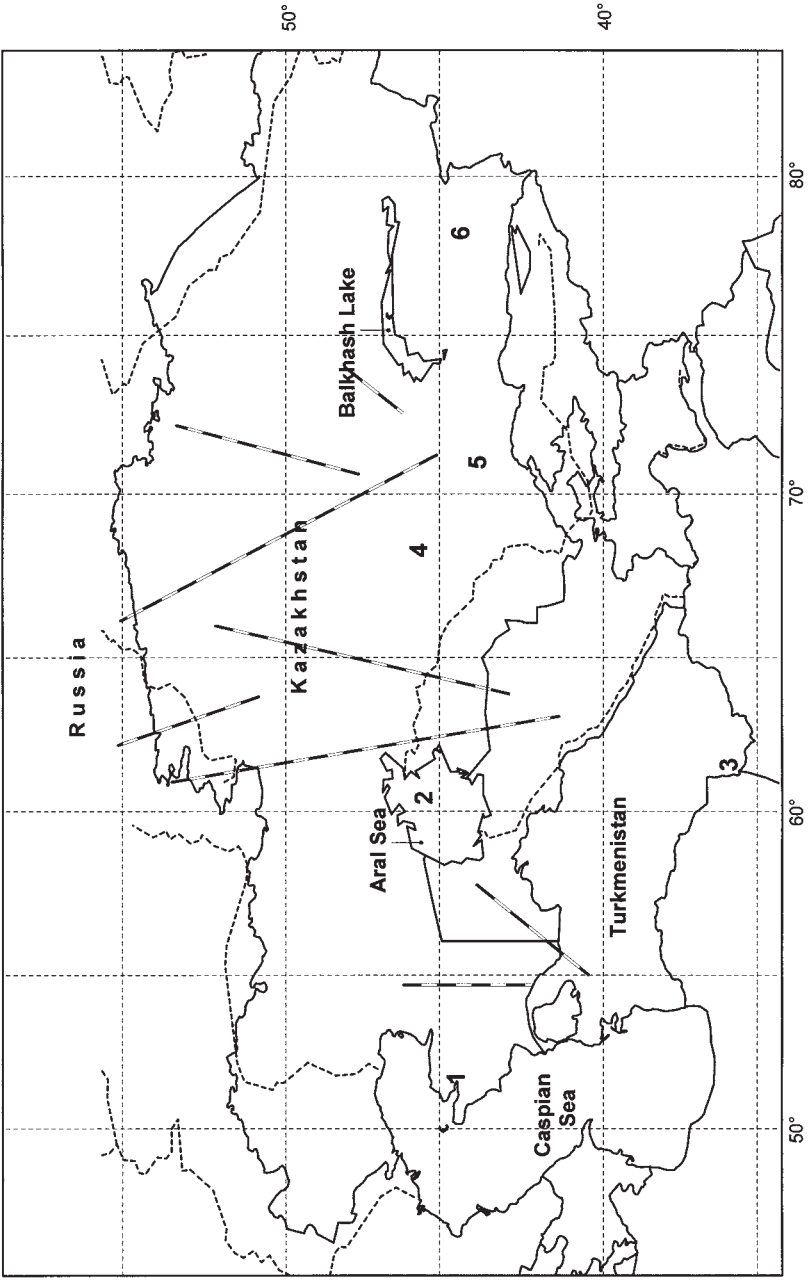 50°
40°
Russia
Kazakhstan
Balkhash Lake
Aral Sea
Caspian
Sea
Turkmenistan
1
2
3
4
5
6
50°
60°
70°
80°